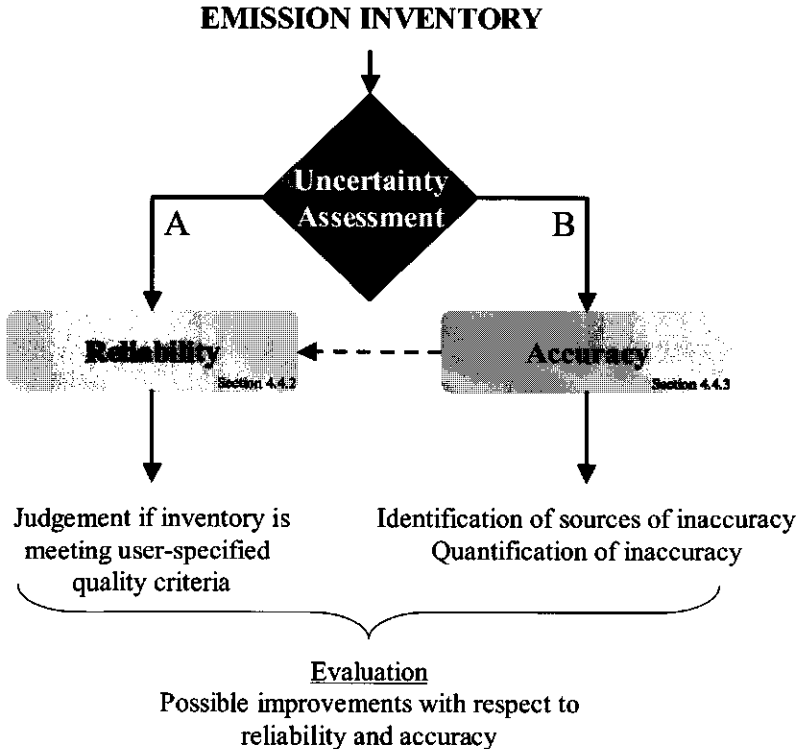 EMISSION INVENTORY
Uncertainty
Assessment
A
B
Reliability
Section 4.4.2
Accuracy
Section 4.4.3
Judgement if inventory is
meeting user-specified
quality criteria
Identification of sources of inaccuracy
Quantification of inaccuracy
Evaluation
Possible improvements with respect to
reliability and accuracy